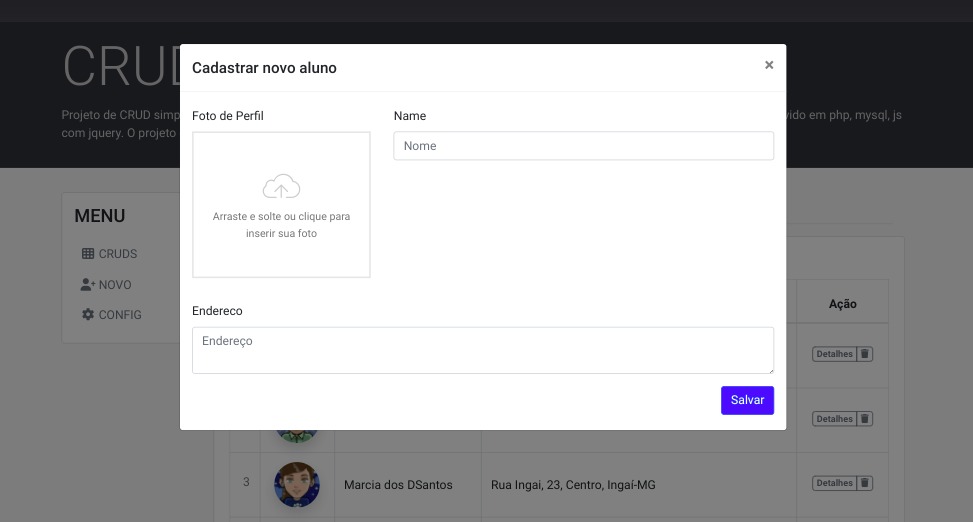 CRUD
Cadastrar novo aluno
×
Projeto de CRUD simp
vido em php, mysql, js
com jquery. O projeto
Foto de Perfil
Name
Nome
Arraste e solte ou clique para
inserir sua foto
MENU
CRUDS
NOVO
CONFIG
Endereco
Endereço
Salvar
Ação
Detalhes
Detalhes
3
Marcia dos DSantos
Rua Ingai, 23, Centro, Ingaí-MG
Detalhes